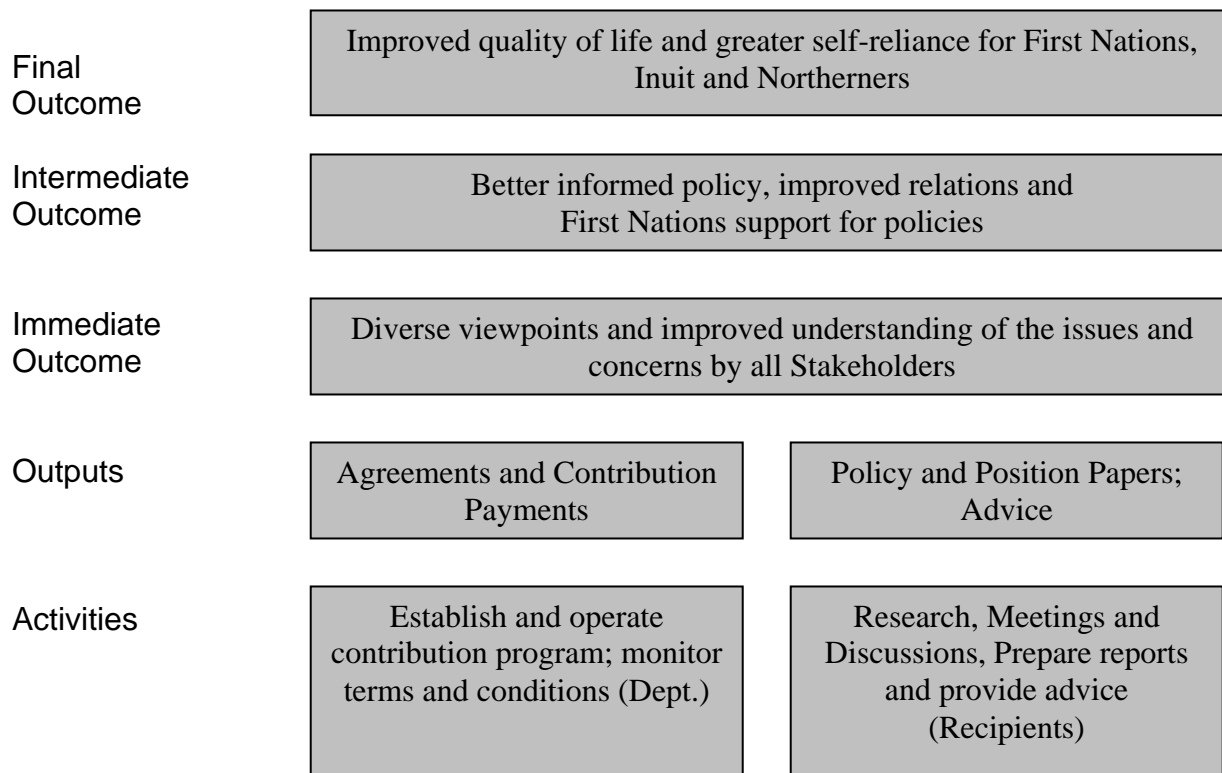 Final
Outcome
Improved quality of life and greater self-reliance for First Nations,
Inuit and Northerners
Intermediate
Outcome
Better informed policy, improved relations and
First Nations support for policies
Immediate
Outcome
Diverse viewpoints and improved understanding of the issues and
concerns by all Stakeholders
Outputs
Agreements and Contribution
Payments
Policy and Position Papers;
Advice
Activities
Establish and operate
contribution program; monitor
terms and conditions (Dept.)
Research, Meetings and
Discussions, Prepare reports
and provide advice
(Recipients)